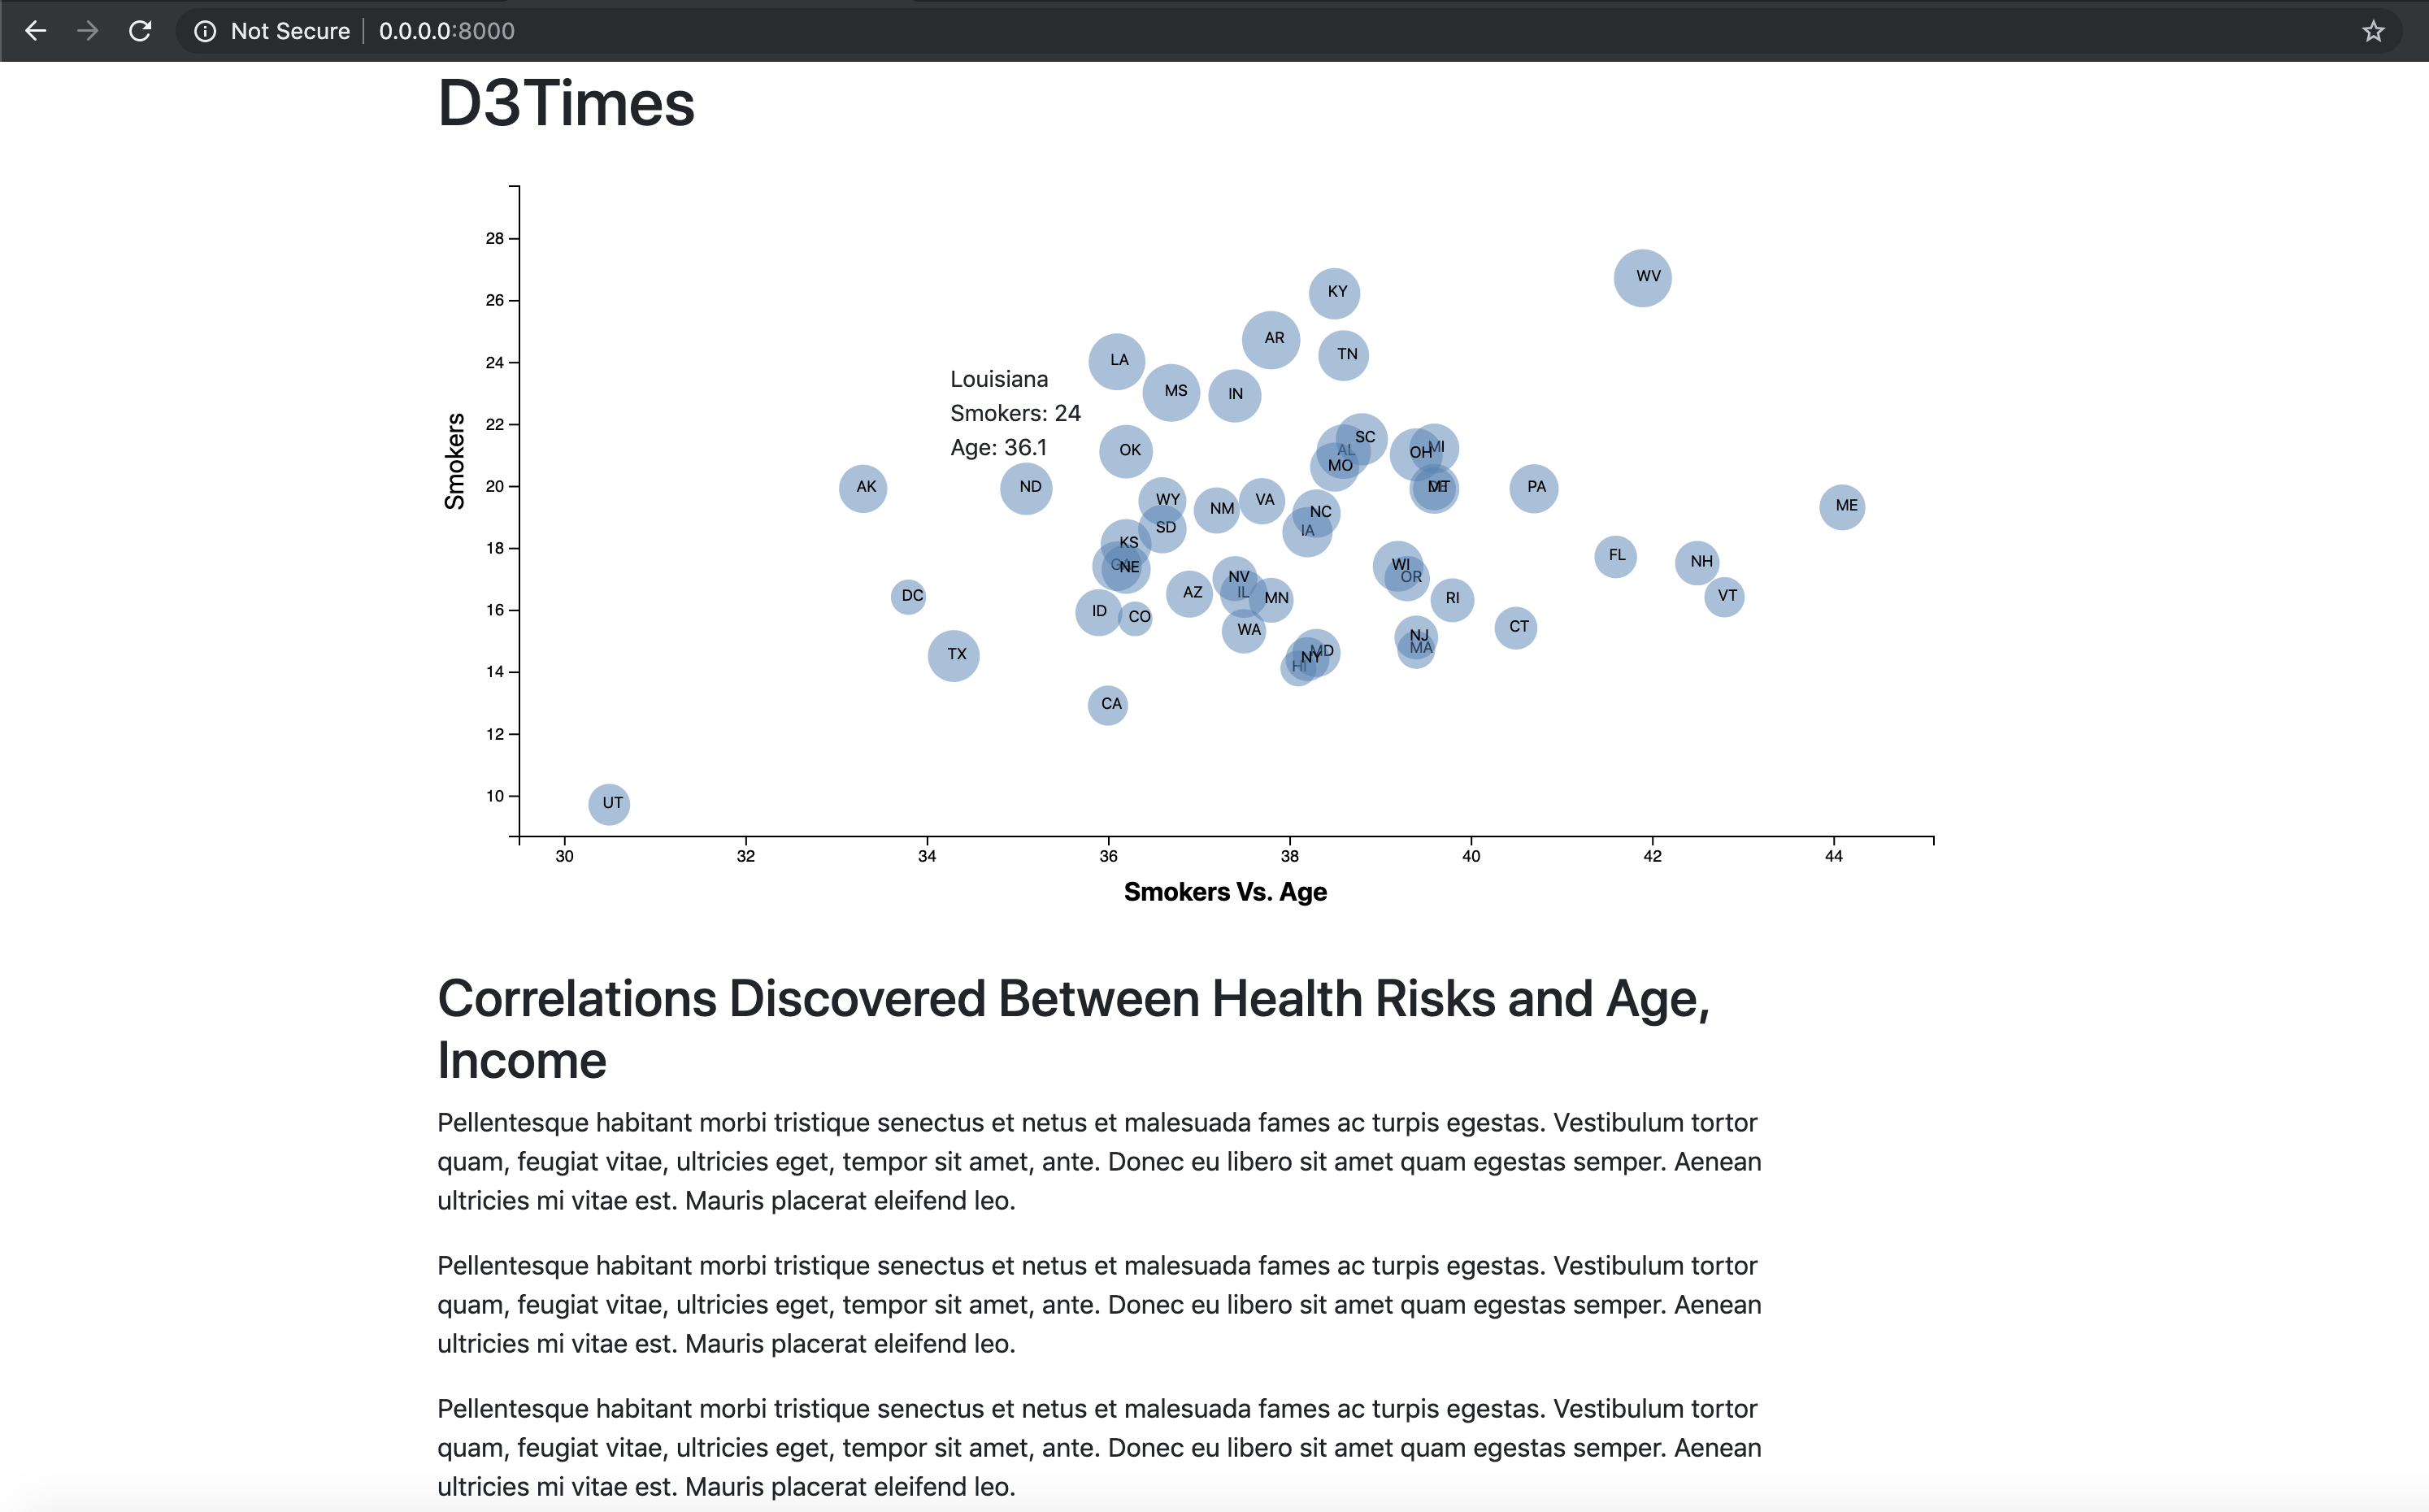 Not Secure | 0.0.0.0:8000
D3Times
28
26
24
22
20
18
16
14
12
10
Smokers
WV
KY
AR
TN
LA
MS
IN
Louisiana
Smokers: 24
Age: 36.1
SC
AL
MO
OH
MI
OK
AK
ND
MT
PA
WY
NM
VA
ME
SD
NC
IA
KS
NE
FL
NH
WI
OR
DC
AZ
NV
IL
MN
RI
VT
ID
CO
WA
CT
NJ
MA
TX
MD
NY
HI
CA
UT
30 32 34 36 38 40 42 44
Smokers Vs. Age
Correlations Discovered Between Health Risks and Age,
Income
Pellentesque habitant morbi tristique senectus et netus et malesuada fames ac turpis egestas. Vestibulum tortor
quam, feugiat vitae, ultricies eget, tempor sit amet, ante. Donec eu libero sit amet quam egestas semper. Aenean
ultricies mi vitae est. Mauris placerat eleifend leo.
Pellentesque habitant morbi tristique senectus et netus et malesuada fames ac turpis egestas. Vestibulum tortor
quam, feugiat vitae, ultricies eget, tempor sit amet, ante. Donec eu libero sit amet quam egestas semper. Aenean
ultricies mi vitae est. Mauris placerat eleifend leo.
Pellentesque habitant morbi tristique senectus et netus et malesuada fames ac turpis egestas. Vestibulum tortor
quam, feugiat vitae, ultricies eget, tempor sit amet, ante. Donec eu libero sit amet quam egestas semper. Aenean
ultricies mi vitae est. Mauris placerat eleifend leo.